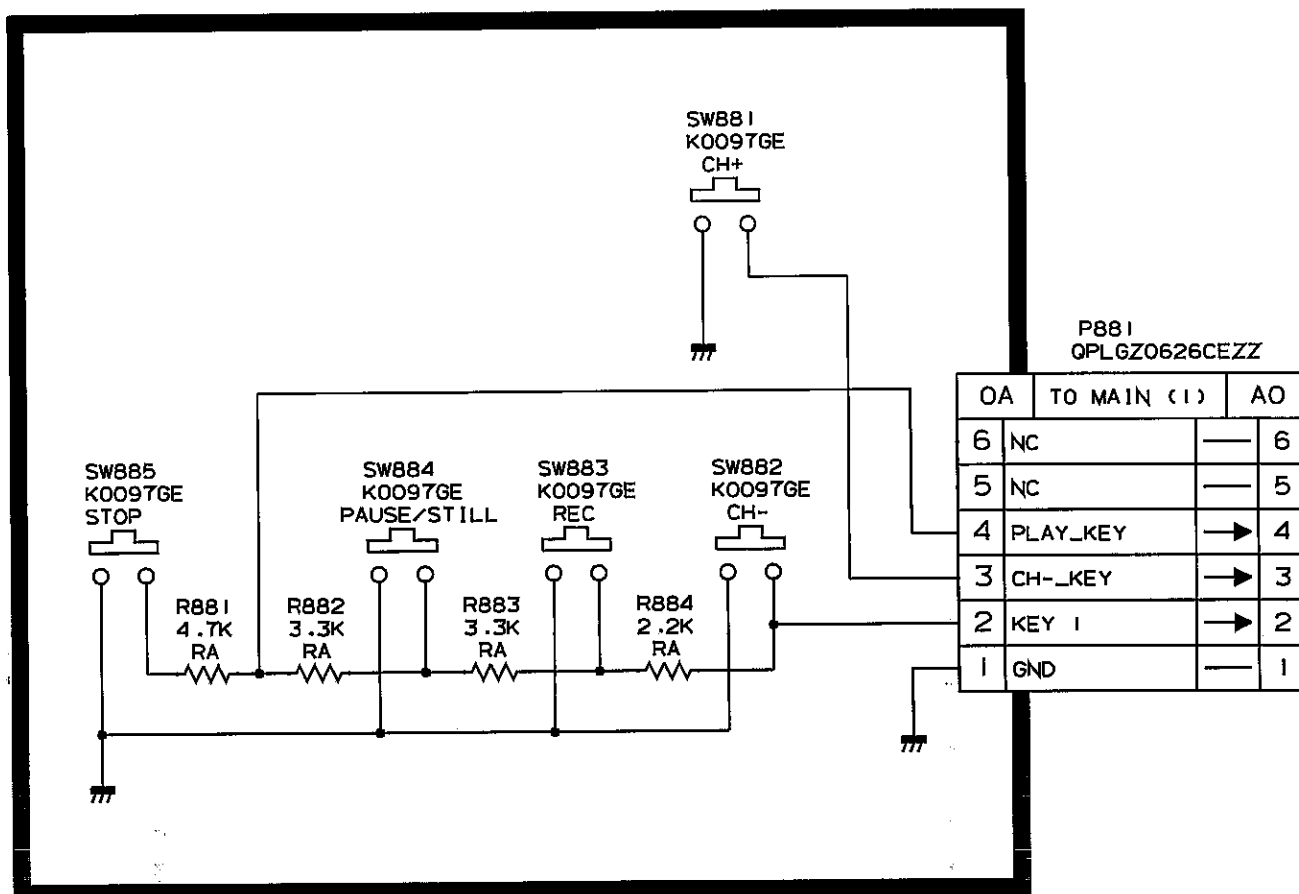 SW881
K0097GE
CH+
P881
QPLGZ0626CEZZ
OA TO MAIN (1) AO
6 NC 6
5 NC 5
4 PLAY_KEY 4
3 CH-_KEY 3
2 KEY 1 2
1 GND 1
SW885
K0097GE
STOP
SW884
K0097GE
PAUSE/STILL
SW883
K0097GE
REC
SW882
K0097GE
CH-
R881
4.7K
RA
R882
3.3K
RA
R883
3.3K
RA
R884
2.2K
RA